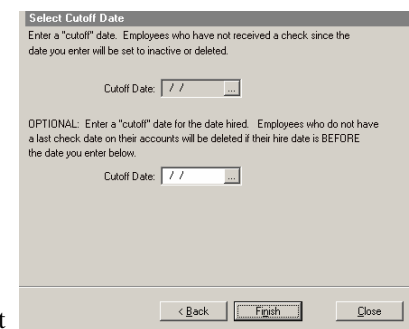 Select Cutoff Date
Enter a "cutoff" date. Employees who have not received a check since the
date you enter will be set to inactive or deleted.
Cutoff Date: / / ...
OPTIONAL: Enter a "cutoff" date for the date hired. Employees who do not have
a last check date on their accounts will be deleted if their hire date is BEFORE
the date you enter below.
Cutoff Date: / / ...
t
< Back Finish Close